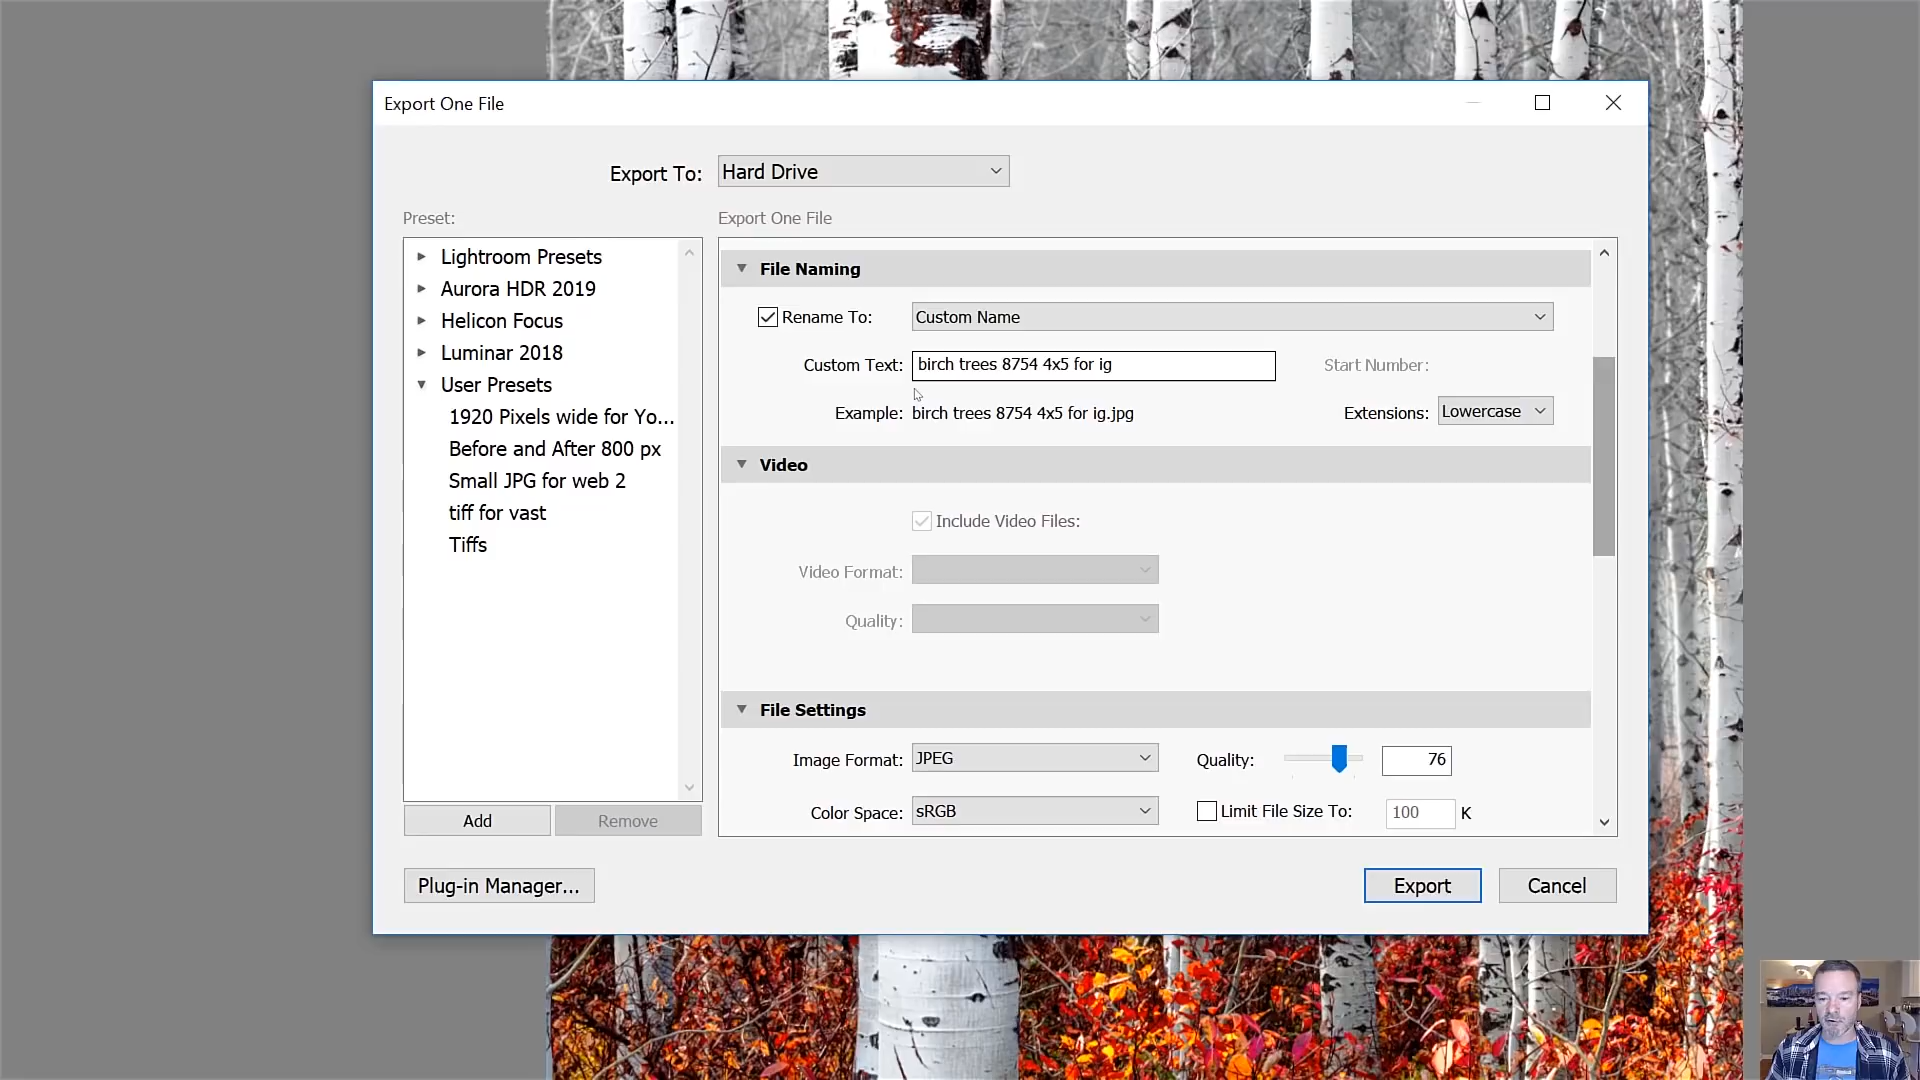 Export One File
Export To: Hard Drive
Preset:
Export One File
Lightroom Presets
Aurora HDR 2019
Helicon Focus
Luminar 2018
User Presets
1920 Pixels wide for Yo...
Before and After 800 px
Small JPG for web 2
tiff for vast
Tiffs
Add Remove
File Naming
Rename To: Custom Name
Custom Text: birch trees 8754 4x5 for ig Start Number:
Example: birch trees 8754 4x5 for ig.jpg Extensions: Lowercase
Video
Include Video Files:
Video Format:
Quality:
File Settings
Image Format: JPEG Quality: 76
Color Space: sRGB Limit File Size To: 100 K
Plug-in Manager... Export Cancel